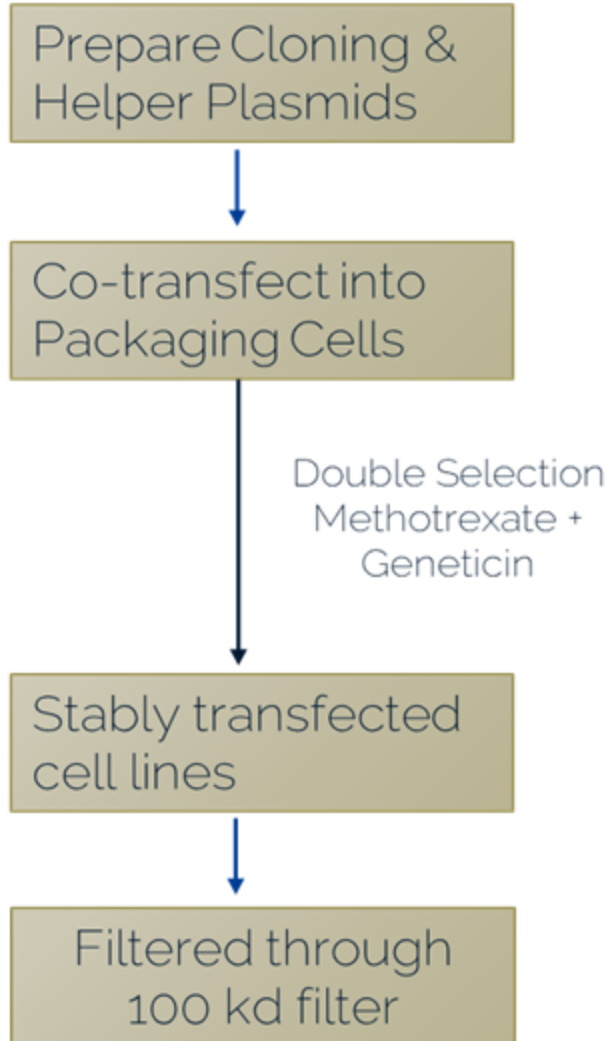 Prepare Cloning &
Helper Plasmids
Co-transfect into
Packaging Cells
Double Selection
Methotrexate +
Geneticin
Stably transfected
cell lines
Filtered through
100 kd filter